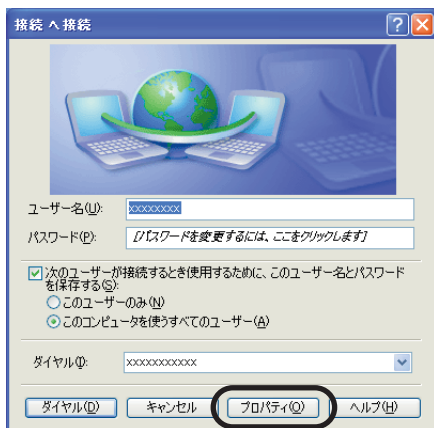 接続 へ接続
ユーザー名(U): xxxxxxxx
パスワード(P): [パスワードを変更するには、ここをクリックします]
次のユーザーが接続するとき使用するために、このユーザー名とパスワード
を保存する(S):
このユーザーのみ(N)
このコンピュータを使うすべてのユーザー(A)
ダイヤル(I): xxxxxxxxxxx
ダイヤル(D) キャンセル プロパティ(O) ヘルプ(H)